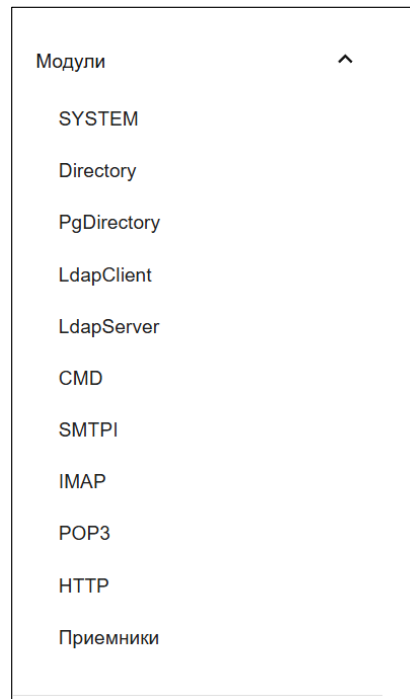 Модули
SYSTEM
Directory
PgDirectory
LdapClient
LdapServer
CMD
SMTPI
IMAP
POP3
HTTP
Приемники